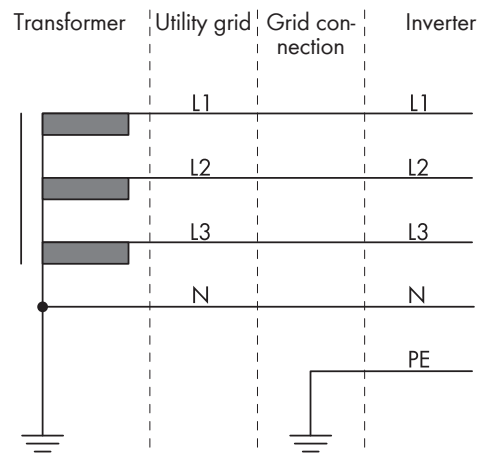 Transformer
Utility grid
Grid con-
nection
Inverter
L1
L1
L2
L2
L3
L3
N
N
PE